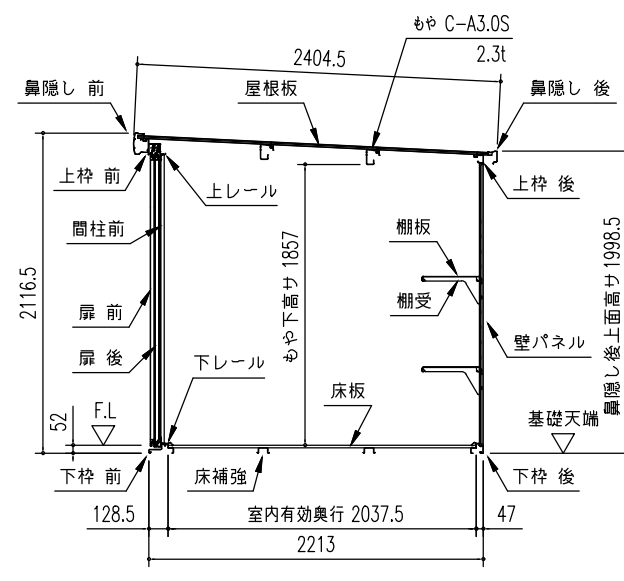 もや C-A3.0S
2.3t
2404.5
鼻隠し 前
屋根板
鼻隠し 後
上枠 前
上レール
上枠 後
間柱前
棚板
棚受
2116.5
もや下高サ 1857
鼻隠し後上面高サ 1998.5
扉 前
壁パネル
扉 後
下レール
床板
52
F.L
基礎天端
下枠 前
床補強
下枠 後
128.5
室内有効奥行 2037.5
47
2213